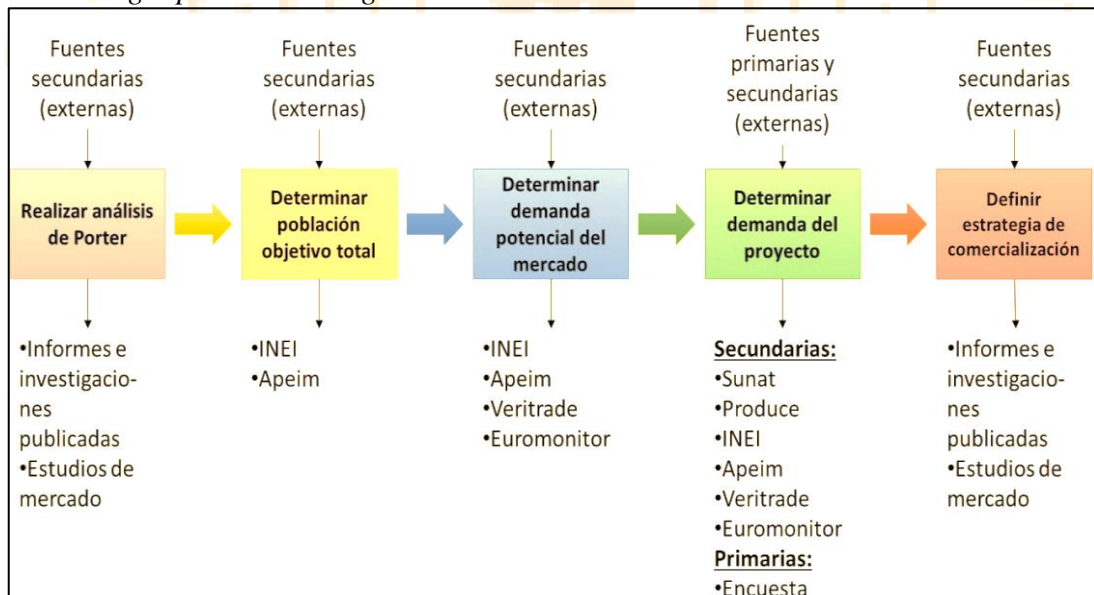 Fuentes
secundarias
(externas)
Fuentes
secundarias
(externas)
Fuentes
secundarias
(externas)
Fuentes
primarias y
secundarias
(externas)
Fuentes
secundarias
(externas)
Realizar análisis
de Porter
Determinar
población
objetivo total
Determinar
demanda
potencial del
mercado
Determinar
demanda del
proyecto
Definir
estrategia de
comercialización
•Informes e
investigacio-
nes
publicadas
•Estudios de
mercado
•INEI
•Apeim
•INEI
•Apeim
•Veritrade
•Euromonitor
Secundarias:
•Sunat
•Produce
•INEI
•Apeim
•Veritrade
•Euromonitor
Primarias:
•Encuesta
•Informes e
investigacio-
nes
publicadas
•Estudios de
mercado